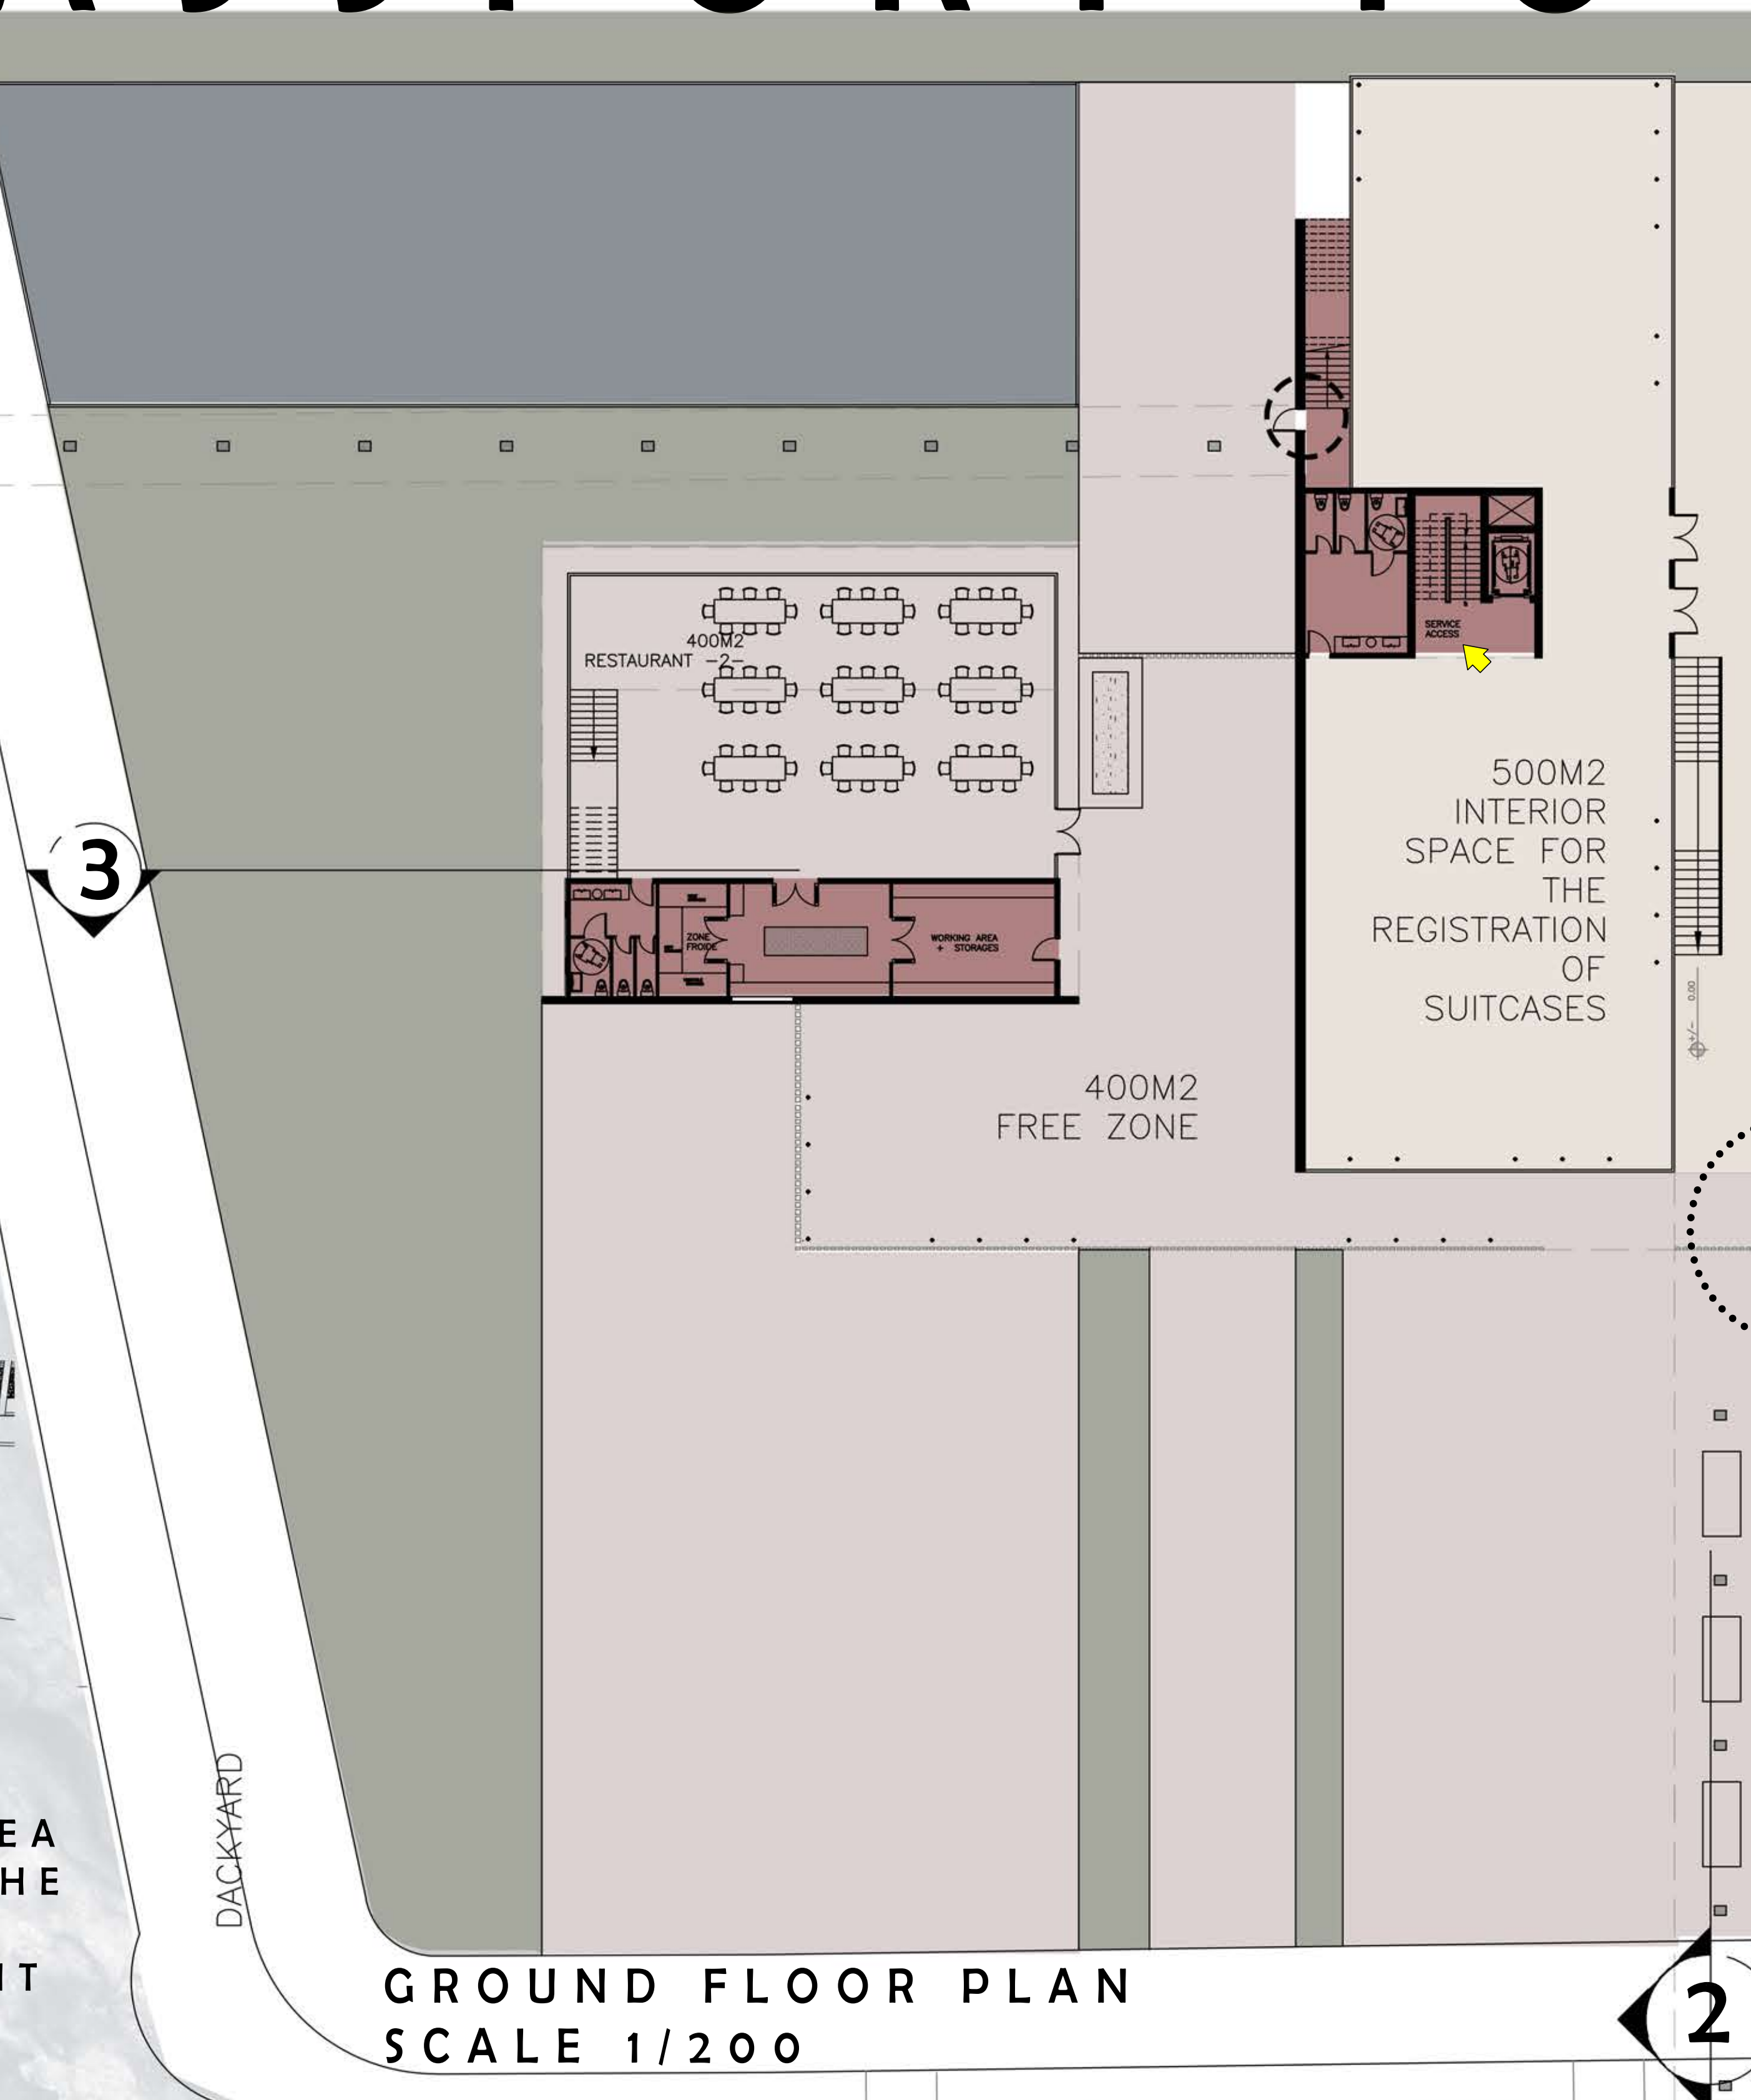 400M2
RESTAURANT -2-
SERVICE
ACCESS
500M2
INTERIOR
SPACE FOR
THE
REGISTRATION
OF
SUITCASES
3
ZONE
FROIDE
WORKING AREA
+ STORAGES
+/- 0.00
400M2
FREE ZONE
DACKYARD
EA
HE
IT
GROUND FLOOR PLAN
SCALE 1/200
2